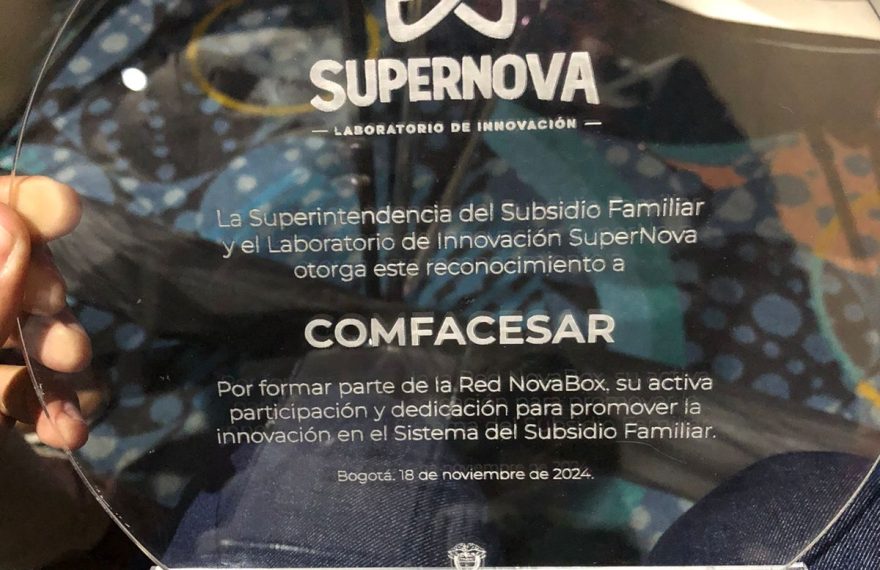 SUPERNOVA
— LABORATORIO DE INNOVACIÓN —
La Superintendencia del Subsidio Familiar
y el Laboratorio de Innovación SuperNova
otorga este reconocimiento a
COMFACESAR
Por formar parte de la Red NovaBox, su activa
participación y dedicación para promover la
innovación en el Sistema del Subsidio Familiar.
Bogotá, 18 de noviembre de 2024.